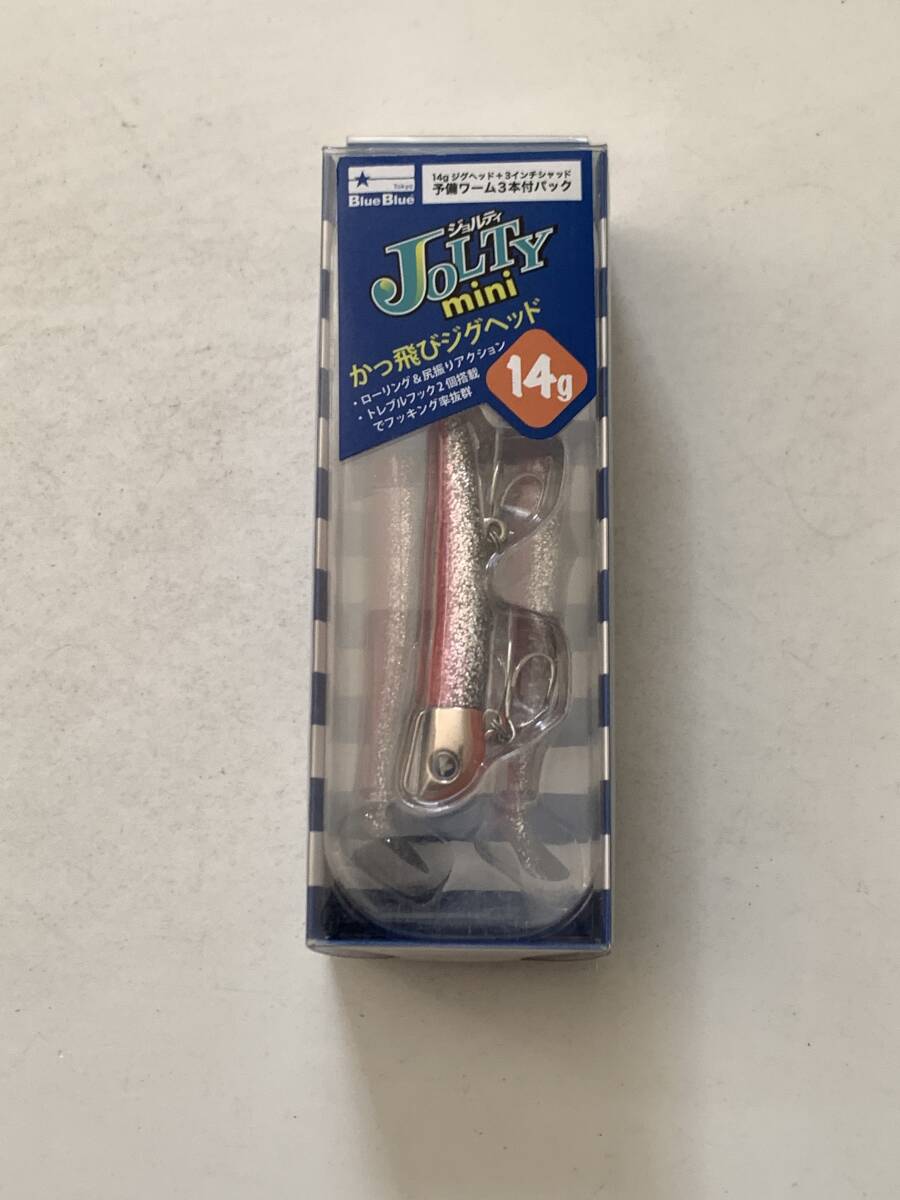 Tokyo
BlueBlue
14g ジグヘッド+3インチシャッド
予備ワーム3本付パック
ジョルティ
JOLTY
mini
かっ飛びジグヘッド
・ローリング&尻振りアクション
・トレブルフック2個搭載
でフッキング率抜群
14g